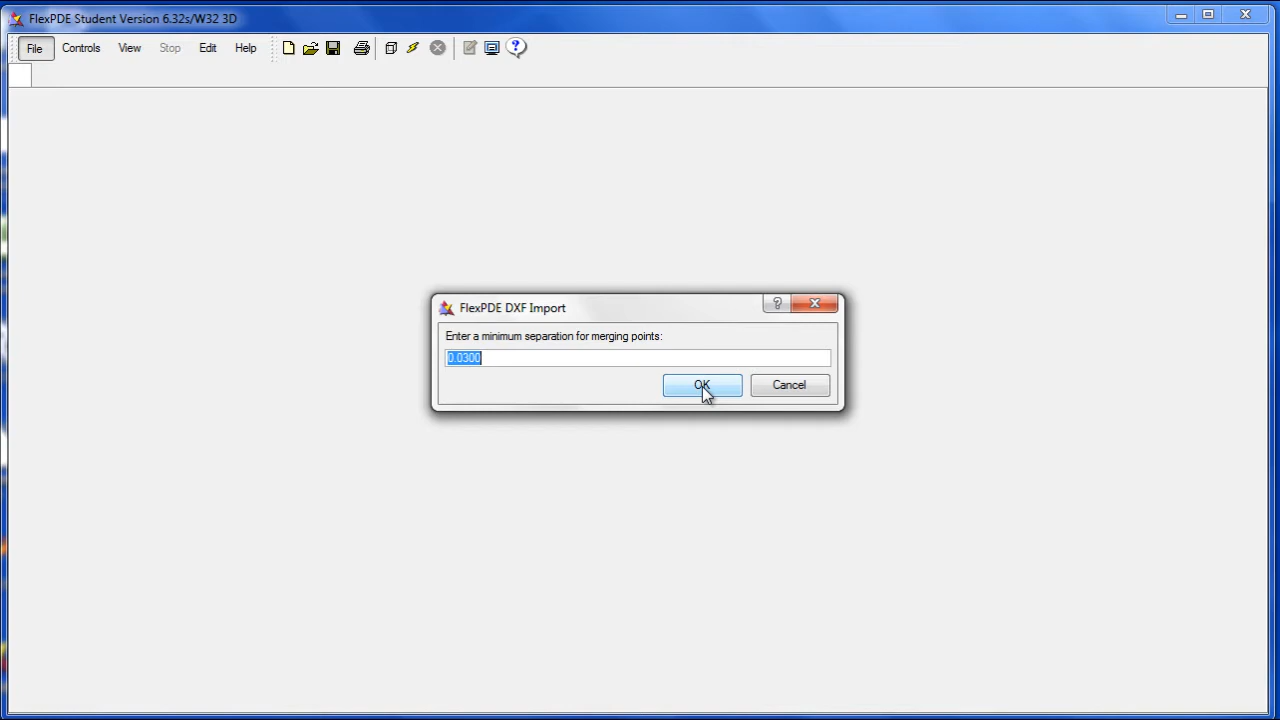 FlexPDE Student Version 6.32s/W32 3D
File Controls View Stop Edit Help
FlexPDE DXF Import
Enter a minimum separation for merging points:
0.0300
OK Cancel